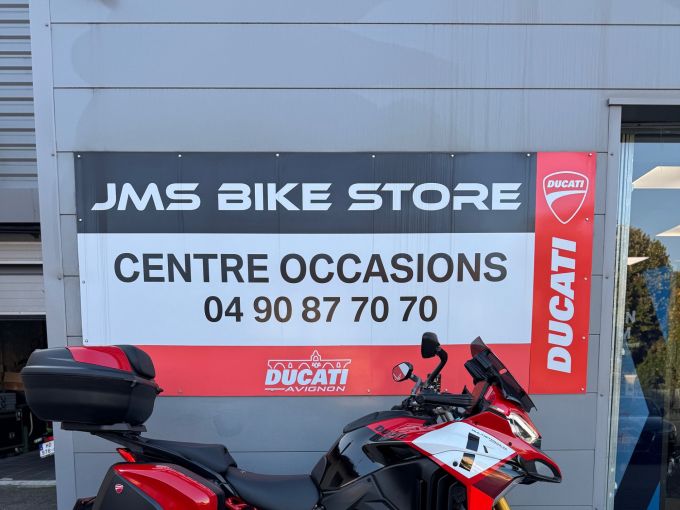 JMS BIKE STORE
CENTRE OCCASIONS
04 90 87 70 70
DUCATI
AVIGNON
DUCATI
DUCATI